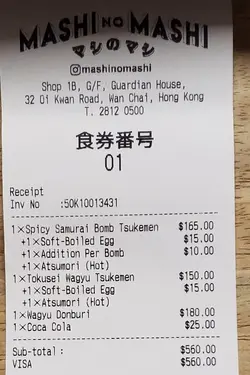 MASHI NO MASHI
マシのマシ
mashinomashi
Shop 1B, G/F, Guardian House,
32 Oi Kwan Road, Wan Chai, Hong Kong
T. 2812 0500
食券番号
01
Receipt
Inv No :50K10013431
1×Spicy Samurai Bomb Tsukemen $165.00
+1×Soft-Boiled Egg $15.00
+1×Addition Per Bomb $10.00
+1×Atsumori (Hot)
1×Tokusei Wagyu Tsukemen $150.00
+1×Soft-Boiled Egg $15.00
+1×Atsumori (Hot)
1×Wagyu Donburi $180.00
1×Coca Cola $25.00
Sub-total: $560.00
VISA $560.00